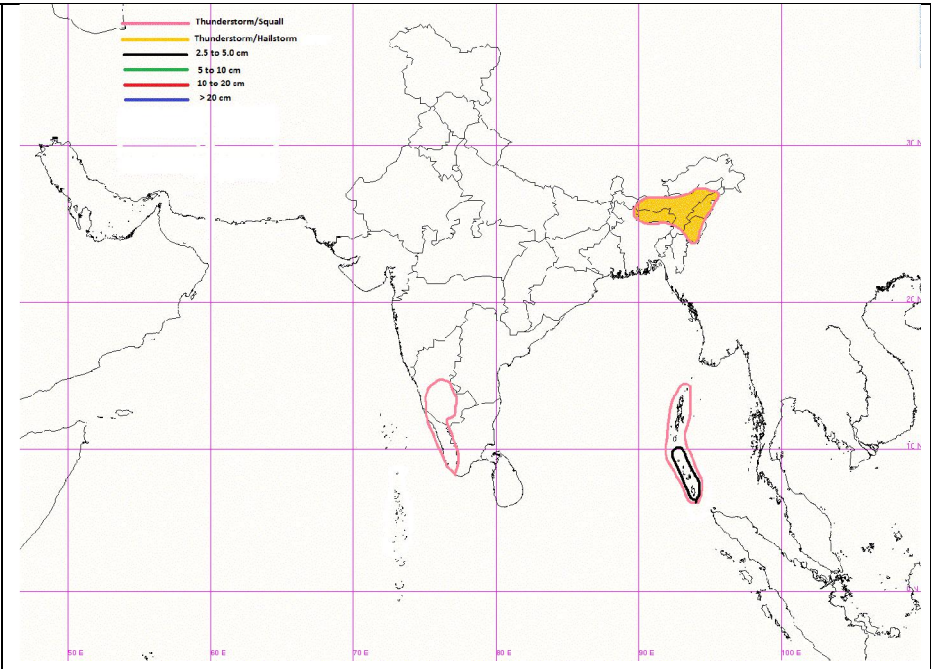 Thunderstorm/Squall
Thunderstorm/Hailstorm
2.5 to 5.0 cm
5 to 10 cm
10 to 20 cm
> 20 cm
30 N
20 N
10 N
50 E
60 E
70 E
80 E
90 E
100 E